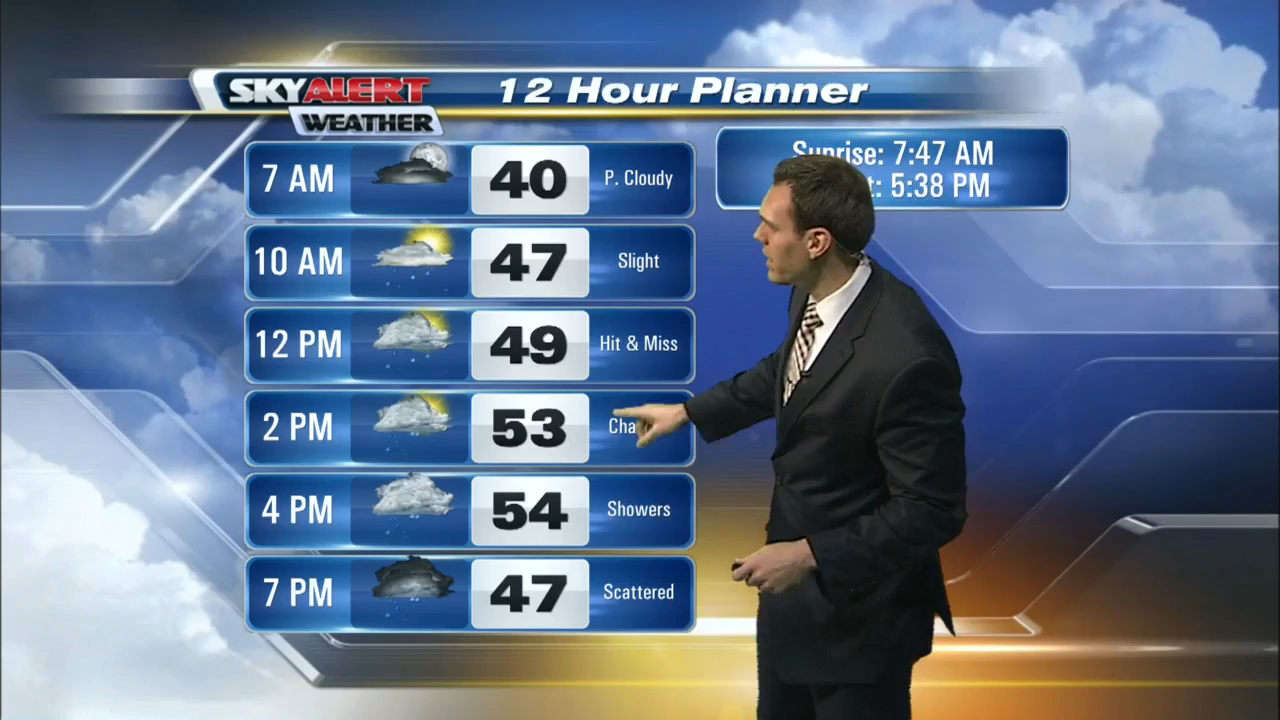 SKYALERT
WEATHER
12 Hour Planner
7 AM 40 P. Cloudy
10 AM 47 Slight
12 PM 49 Hit & Miss
2 PM 53
4 PM 54 Showers
7 PM 47 Scattered
Sunrise: 7:47 AM
5:38 PM